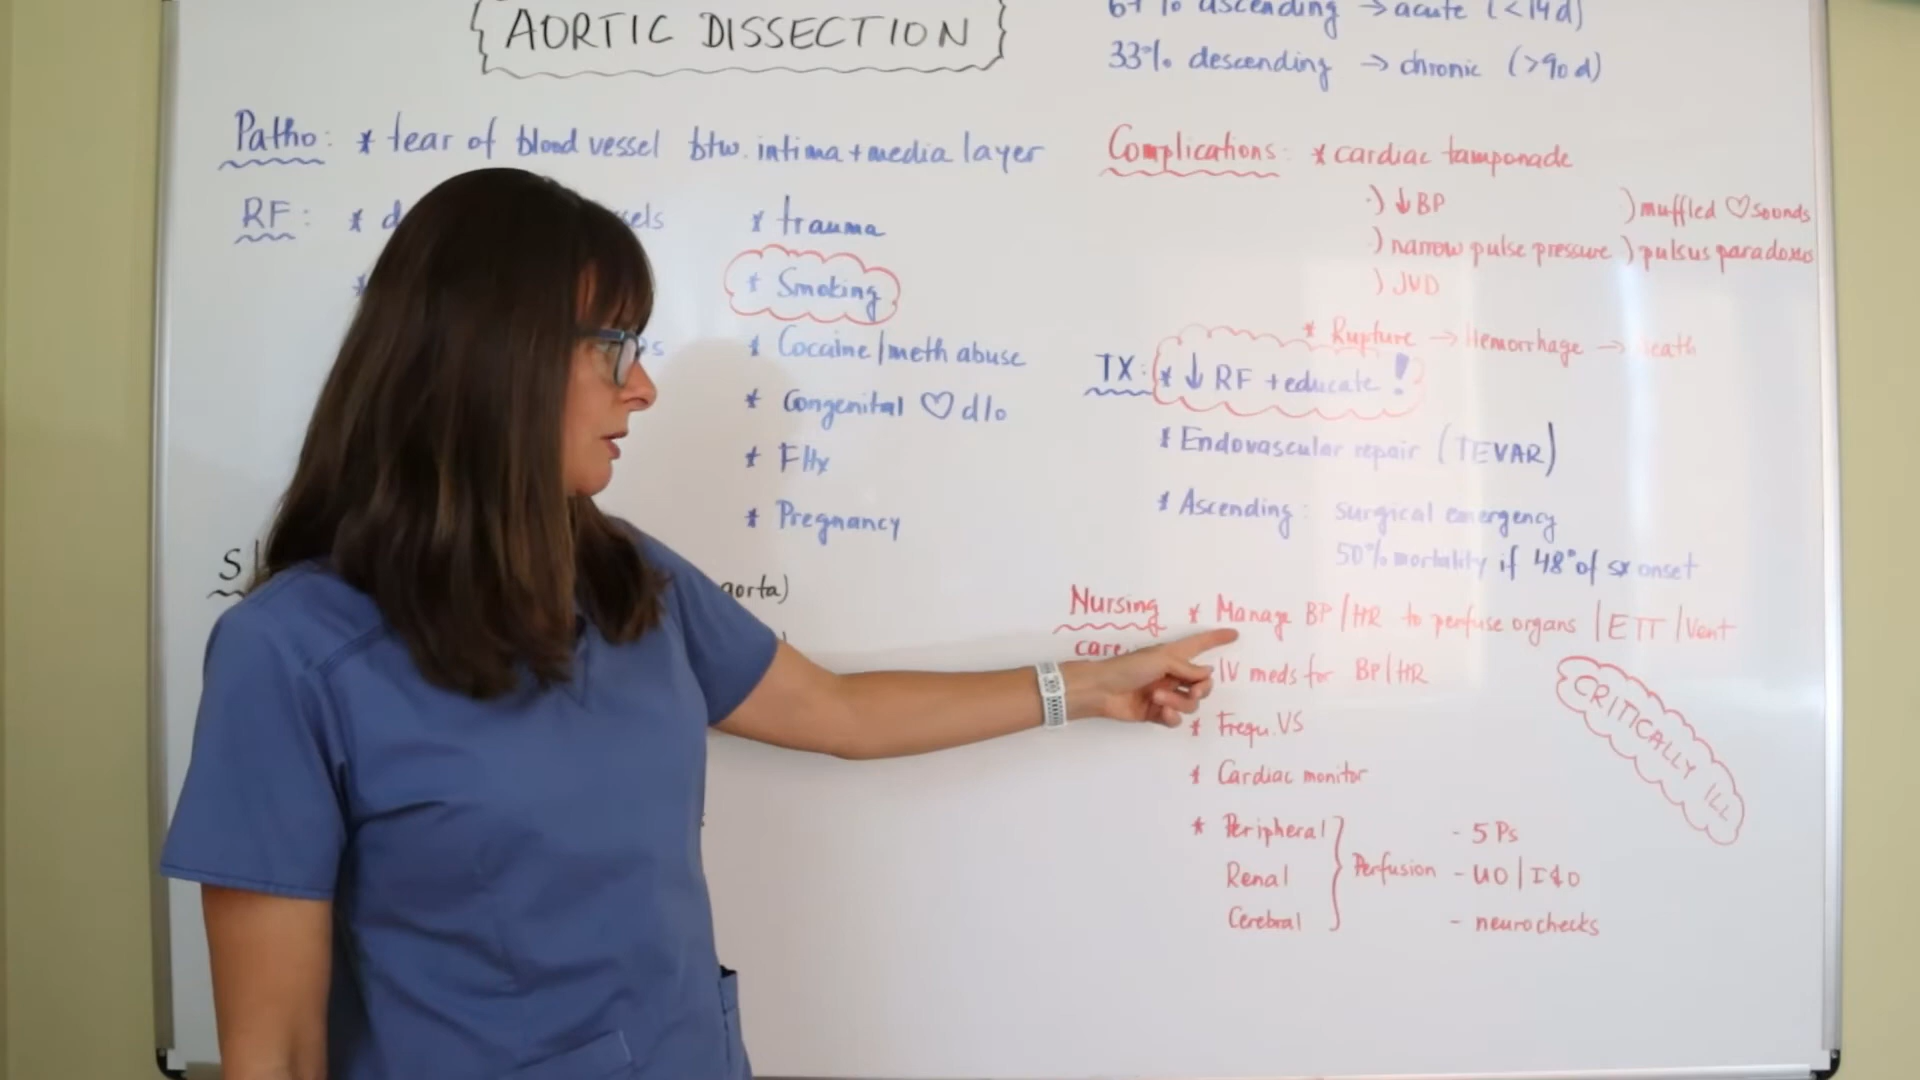 AORTIC DISSECTION
ascending → acute (<14d)
33% descending → chronic (>90d)
Patho: * tear of blood vessel btw. intima + media layer
RF: *
* trauma
* Smoking
* Cocaine/meth abuse
* Congenital ♡ d/o
* FHx
* Pregnancy
S
aorta)
Complications: * cardiac tamponade
·) ↓ BP
) muffled ♡ sounds
) narrow pulse pressure
) pulsus paradoxus
) JVD
* Rupture → Hemorrhage → death
TX: * ↓ RF + educate!
* Endovascular repair (TEVAR)
* Ascending: surgical emergency
50% mortality if 48° of sx onset
Nursing care:
* Manage BP/HR to perfuse organs /ETT/Vent
IV meds for BP/HR
* Frequ. VS
* Cardiac monitor
* Peripheral
Renal
Cerebral
} Perfusion
- 5 Ps
- UO | I&O
- neurochecks
CRITICALLY ILL